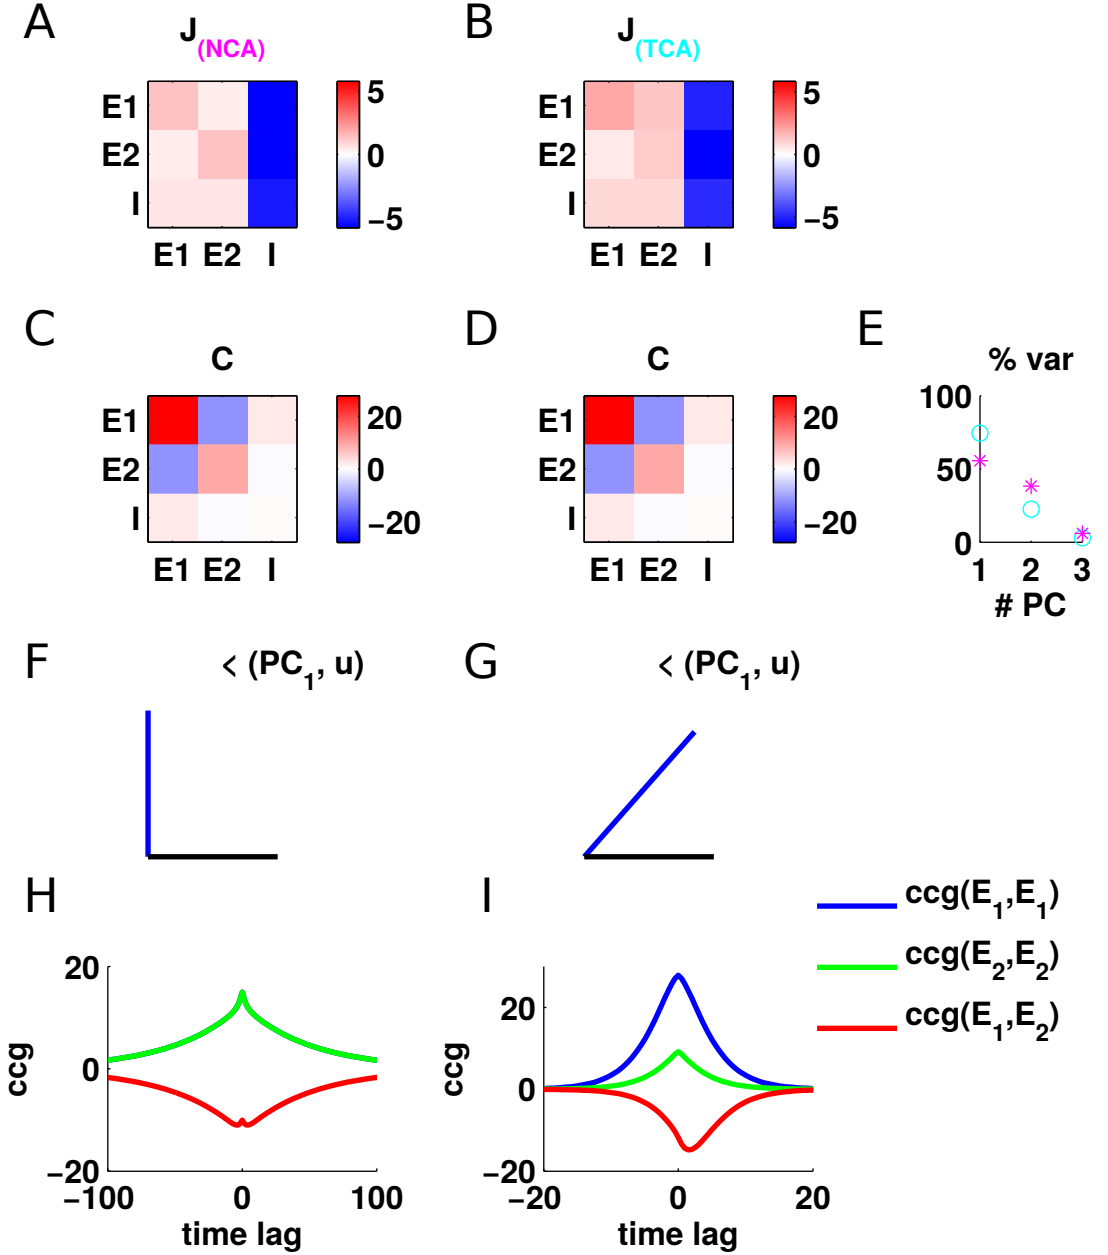 A
J(NCA)
E1
E2
I
E1 E2 I
5
0
−5
B
J(TCA)
E1
E2
I
E1 E2 I
5
0
−5
C
C
E1
E2
I
E1 E2 I
20
0
−20
D
C
E1
E2
I
E1 E2 I
20
0
−20
E
% var
100
50
0
1 2 3
# PC
F
< (PC1, u)
G
< (PC1, u)
H
ccg
20
0
−20
−100 0 100
time lag
I
ccg
20
0
−20
−20 0 20
time lag
ccg(E1,E1)
ccg(E2,E2)
ccg(E1,E2)